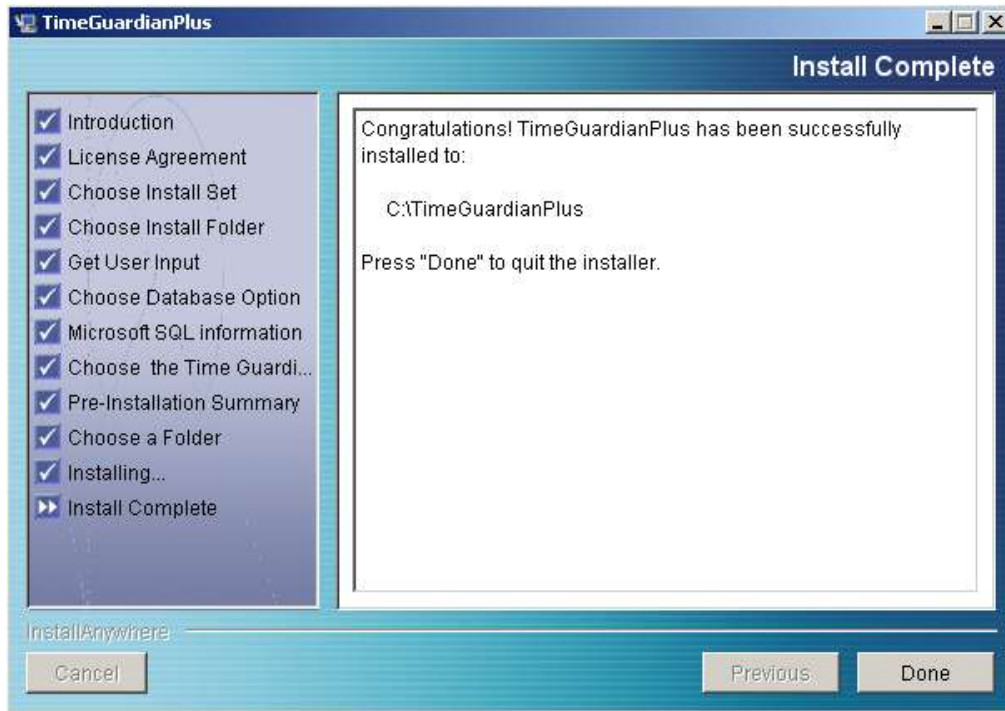 TimeGuardianPlus
Install Complete
Introduction
License Agreement
Choose Install Set
Choose Install Folder
Get User Input
Choose Database Option
Microsoft SQL information
Choose  the Time Guardi...
Pre-Installation Summary
Choose a Folder
Installing...
Install Complete
Congratulations! TimeGuardianPlus has been successfully
installed to:
C:\TimeGuardianPlus
Press "Done" to quit the installer.
InstallAnywhere
Cancel
Previous
Done